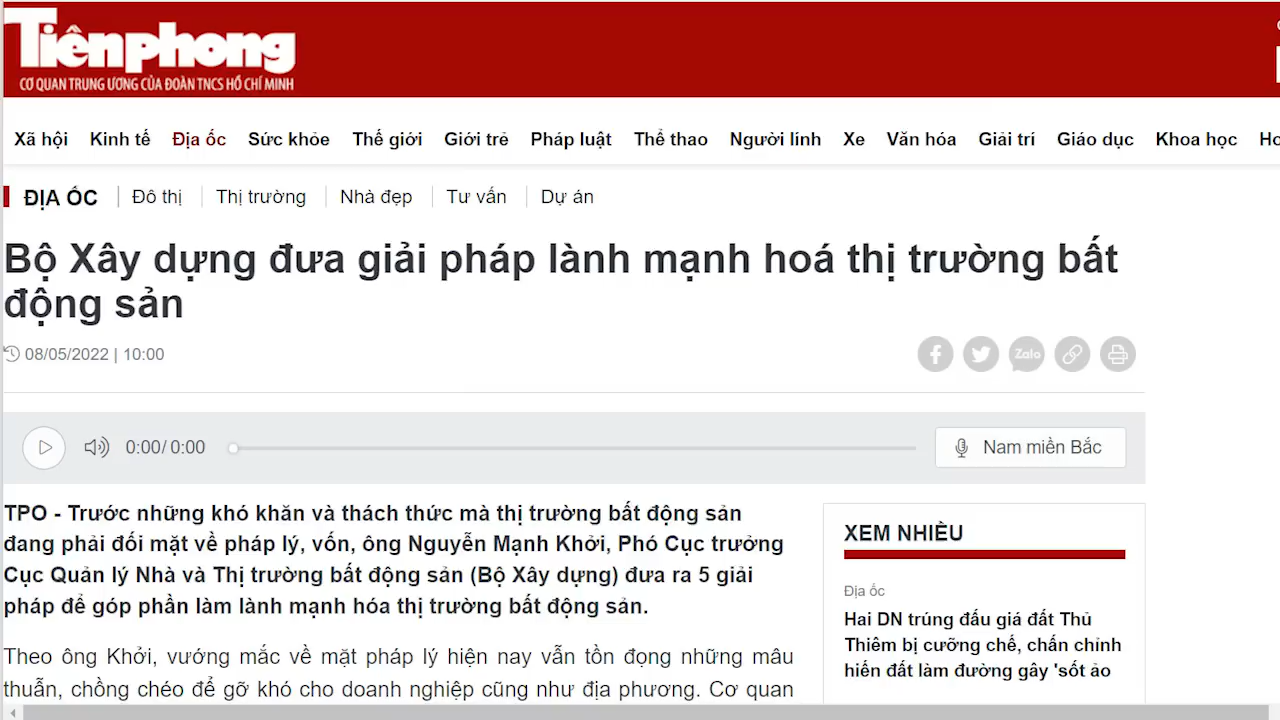 Tiềnphong
CƠ QUAN TRUNG ƯƠNG CỦA ĐOÀN TNCS HỒ CHÍ MINH
Xã hội Kinh tế Địa ốc Sức khỏe Thế giới Giới trẻ Pháp luật Thể thao Người lính Xe Văn hóa Giải trí Giáo dục Khoa học
ĐỊA ỐC Đô thị Thị trường Nhà đẹp Tư vấn Dự án
Bộ Xây dựng đưa giải pháp lành mạnh hoá thị trường bất
động sản
08/05/2022 | 10:00
Zalo
0:00/ 0:00
Nam miền Bắc
TPO - Trước những khó khăn và thách thức mà thị trường bất động sản
đang phải đối mặt về pháp lý, vốn, ông Nguyễn Mạnh Khởi, Phó Cục trưởng
Cục Quản lý Nhà và Thị trường bất động sản (Bộ Xây dựng) đưa ra 5 giải
pháp để góp phần làm lành mạnh hóa thị trường bất động sản.
Theo ông Khởi, vướng mắc về mặt pháp lý hiện nay vẫn tồn đọng những mâu
thuẫn, chồng chéo để gỡ khó cho doanh nghiệp cũng như địa phương. Cơ quan
XEM NHIỀU
Địa ốc
Hai DN trúng đấu giá đất Thủ
Thiêm bị cưỡng chế, chấn chỉnh
hiến đất làm đường gây 'sốt ảo